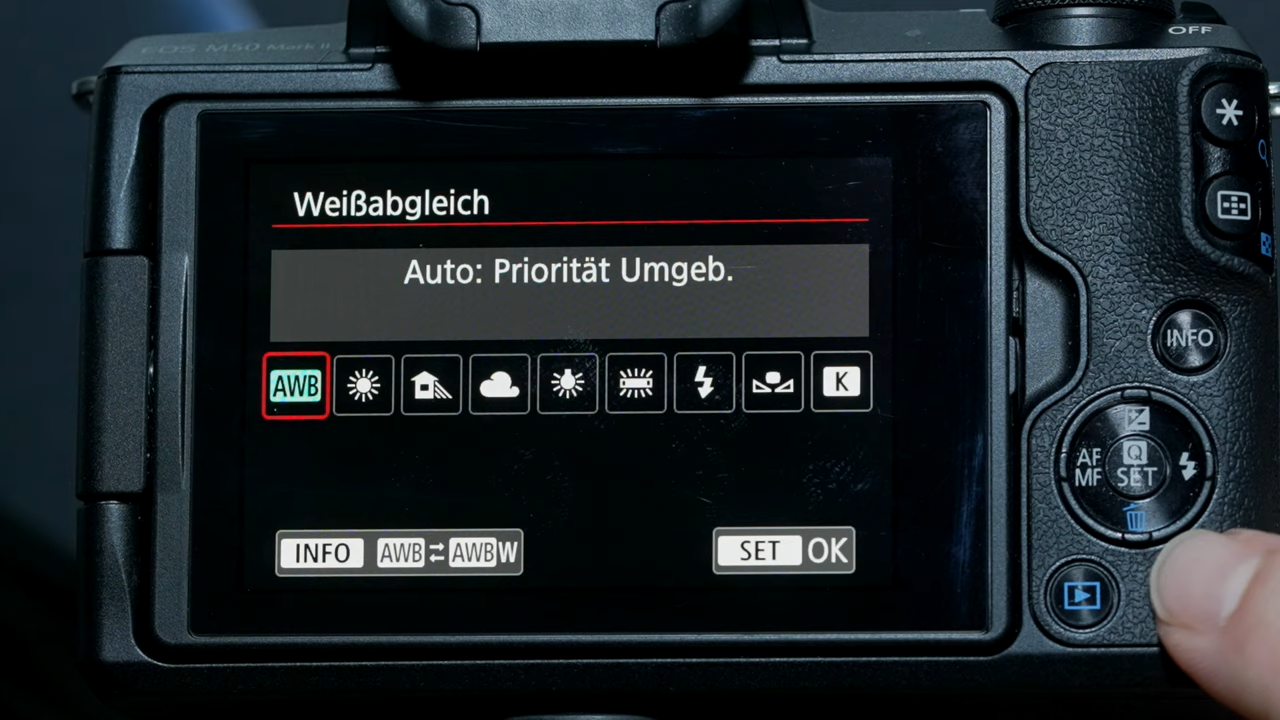 EOS M50 Mark II
OFF
Weißabgleich
Auto: Priorität Umgeb.
AWB
K
INFO AWB AWBW
SET OK
INFO
AF
MF
Q
SET